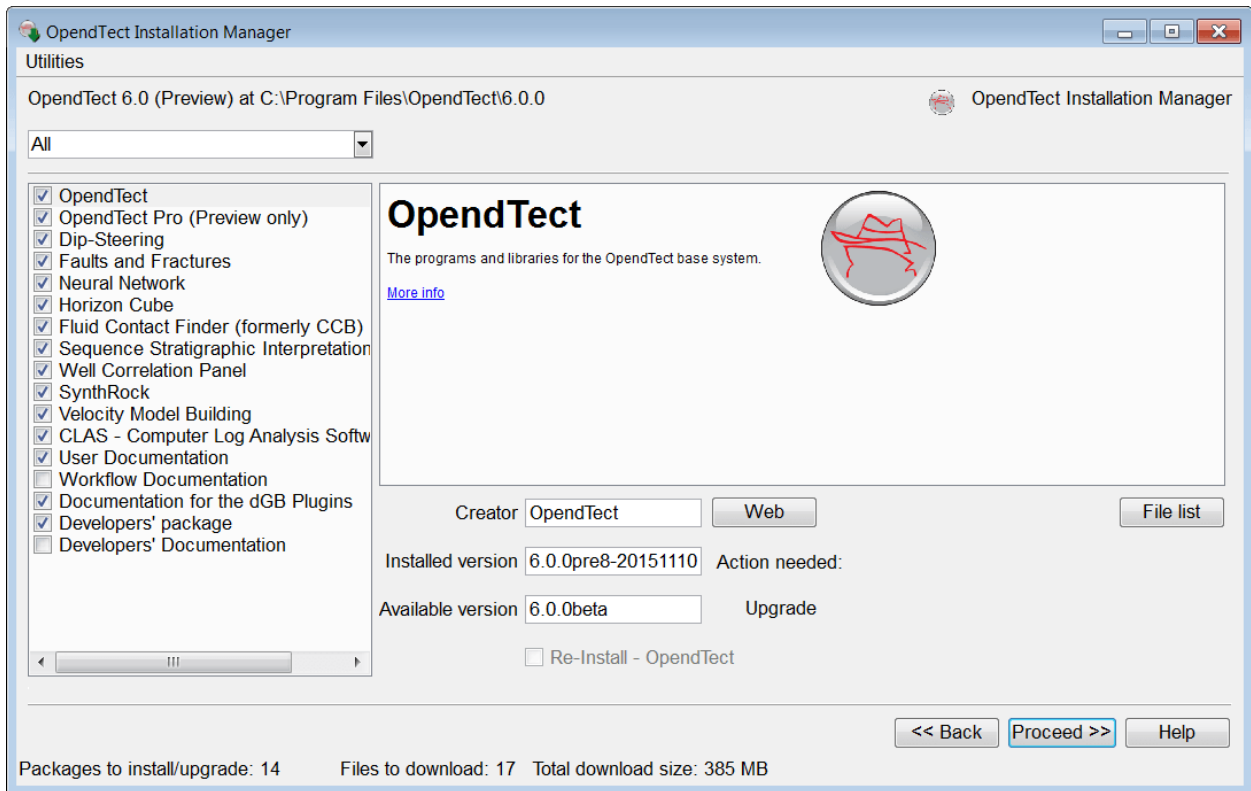 OpendTect Installation Manager
Utilities
OpendTect 6.0 (Preview) at C:\Program Files\OpendTect\6.0.0
OpendTect Installation Manager
All
OpendTect
OpendTect Pro (Preview only)
Dip-Steering
Faults and Fractures
Neural Network
Horizon Cube
Fluid Contact Finder (formerly CCB)
Sequence Stratigraphic Interpretation
Well Correlation Panel
SynthRock
Velocity Model Building
CLAS - Computer Log Analysis Softw
User Documentation
Workflow Documentation
Documentation for the dGB Plugins
Developers' package
Developers' Documentation
OpendTect
The programs and libraries for the OpendTect base system.
More info
Creator OpendTect Web File list
Installed version 6.0.0pre8-20151110 Action needed:
Available version 6.0.0beta Upgrade
Re-Install - OpendTect
<< Back Proceed >> Help
Packages to install/upgrade: 14 Files to download: 17 Total download size: 385 MB